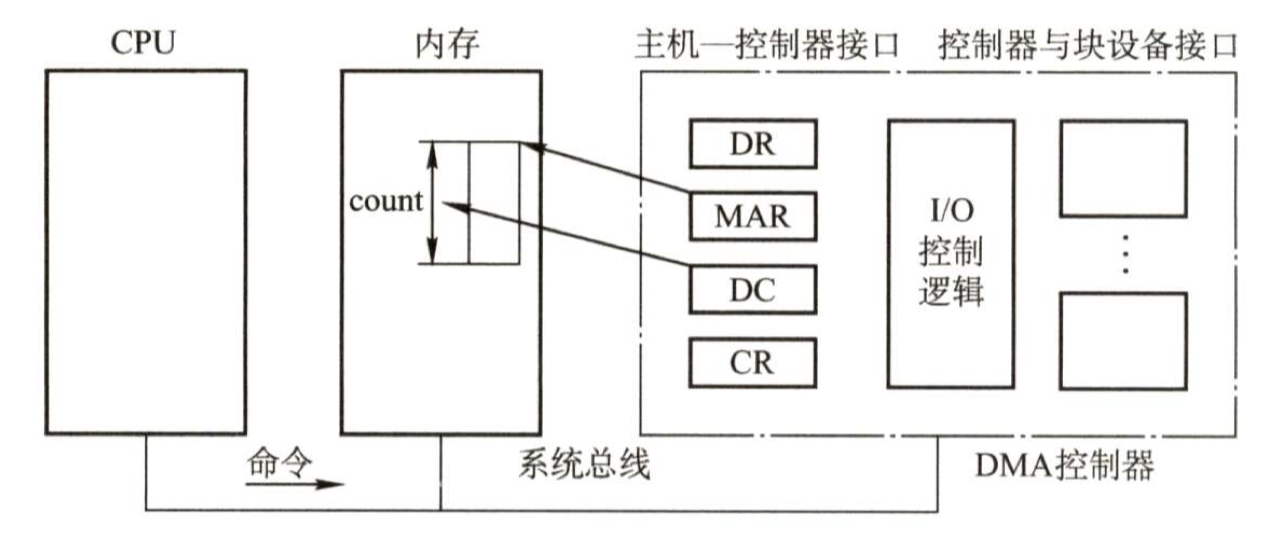 CPU
内存
主机—控制器接口
控制器与块设备接口
count
DR
MAR
DC
CR
I/O
控制
逻辑
命令
系统总线
DMA控制器